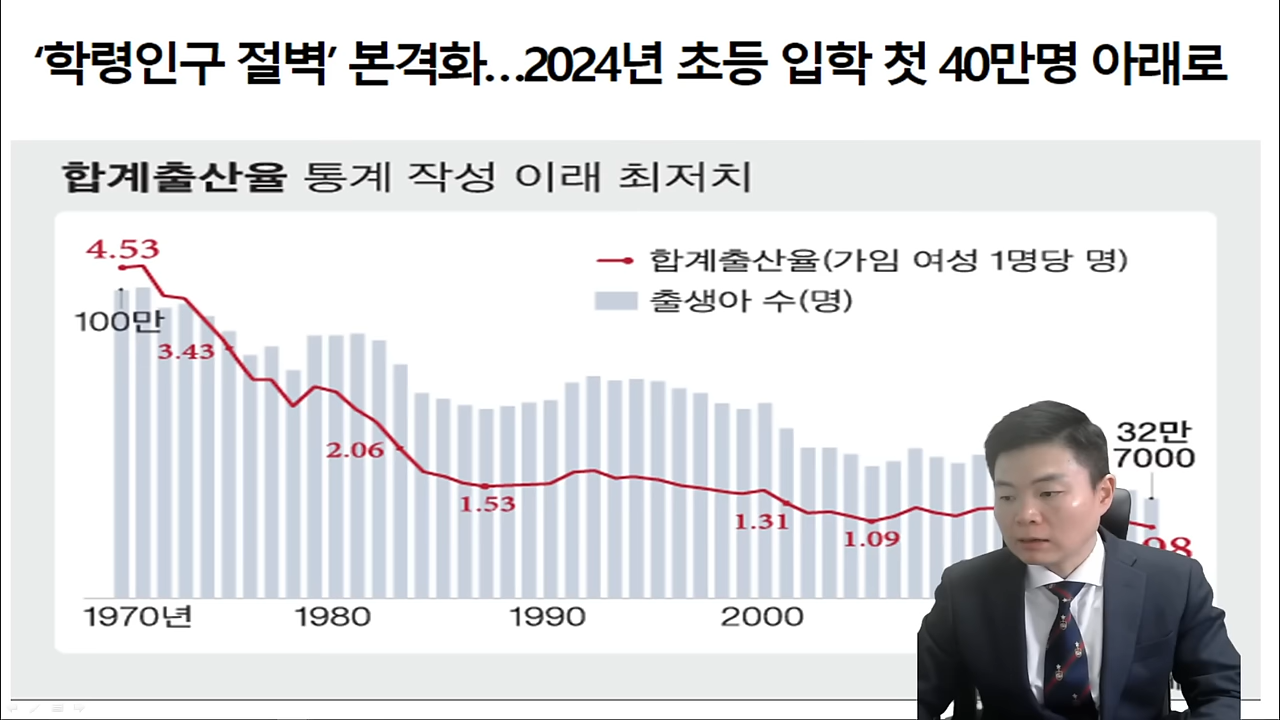 ‘학령인구 절벽’ 본격화...2024년 초등 입학 첫 40만명 아래로
합계출산율 통계 작성 이래 최저치
4.53
합계출산율(가임 여성 1명당 명)
출생아 수(명)
100만
3.43
2.06
1.53
1.31
1.09
32만
7000
98
1970년
1980
1990
2000